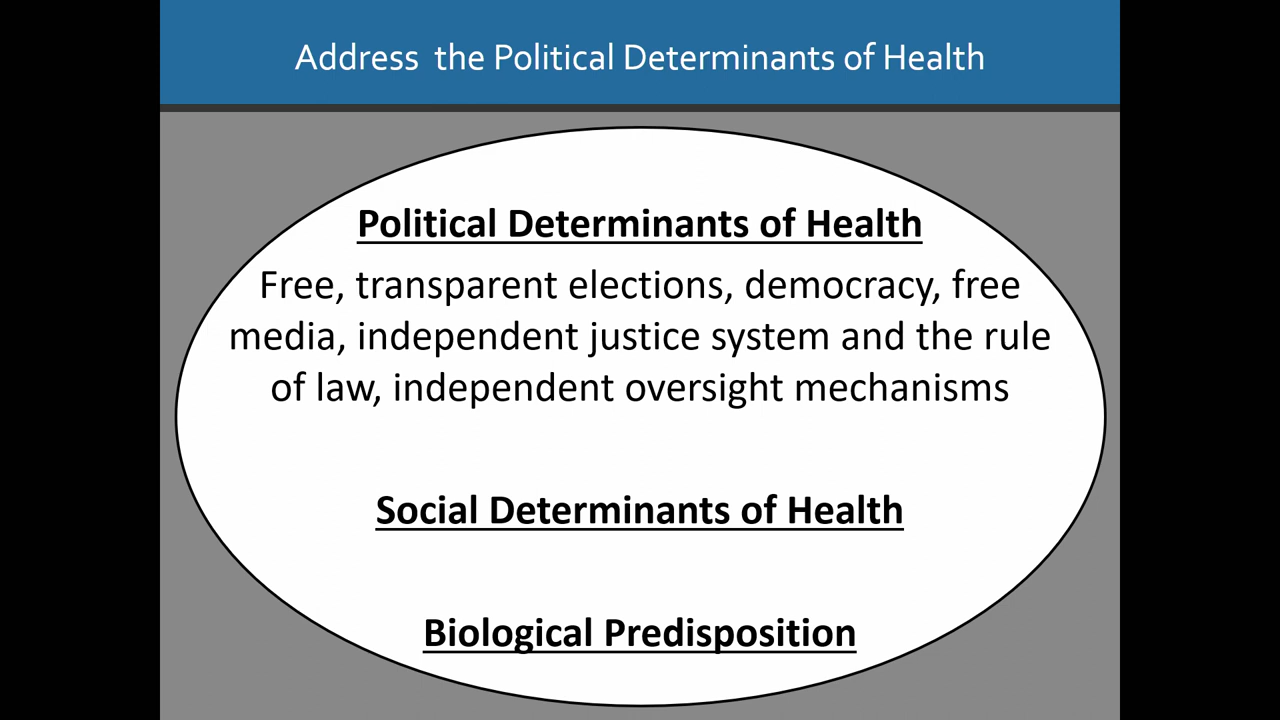 Address  the Political Determinants of Health
Political Determinants of Health
Free, transparent elections, democracy, free
media, independent justice system and the rule
of law, independent oversight mechanisms
Social Determinants of Health
Biological Predisposition